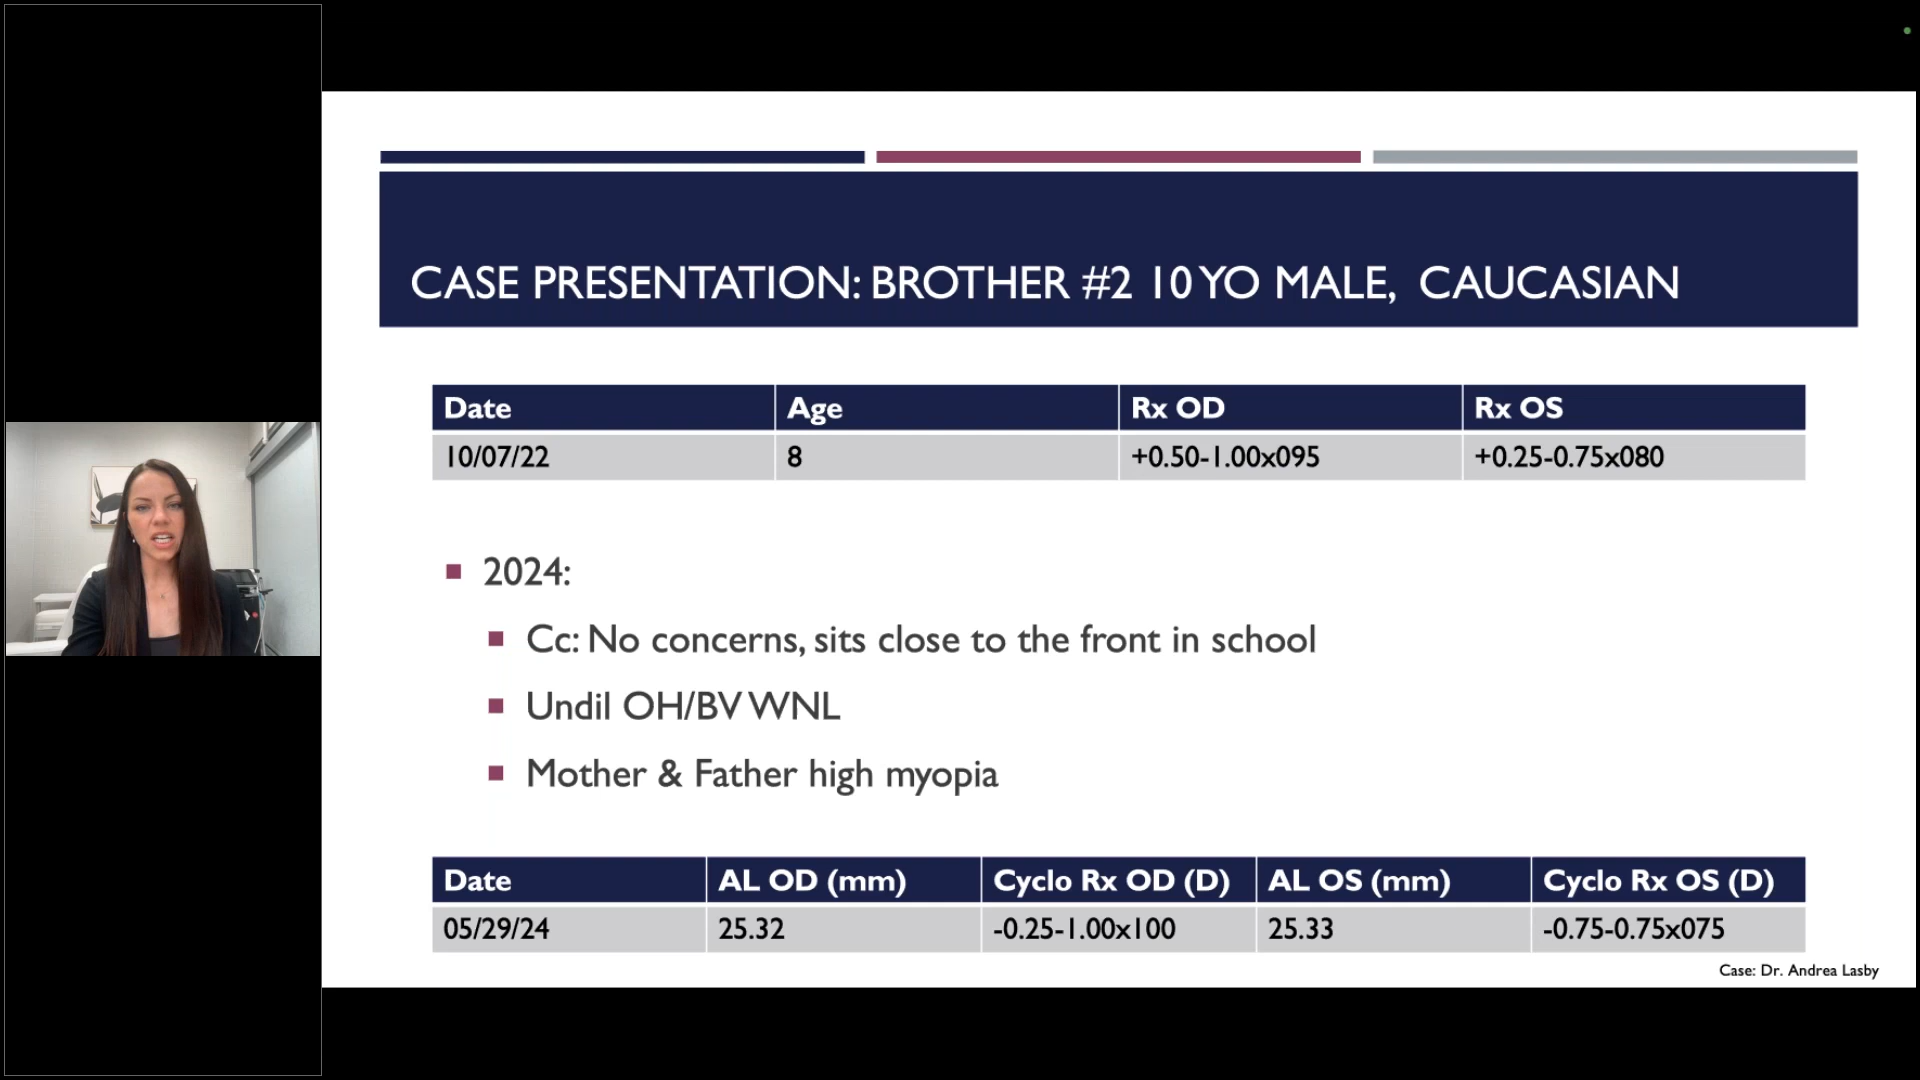 CASE PRESENTATION: BROTHER #2 10 YO MALE, CAUCASIAN
Date Age Rx OD Rx OS
10/07/22 8 +0.50-1.00x095 +0.25-0.75x080
2024:
Cc: No concerns, sits close to the front in school
Undil OH/BV WNL
Mother & Father high myopia
Date AL OD (mm) Cyclo Rx OD (D) AL OS (mm) Cyclo Rx OS (D)
05/29/24 25.32 -0.25-1.00x100 25.33 -0.75-0.75x075
Case: Dr. Andrea Lasby